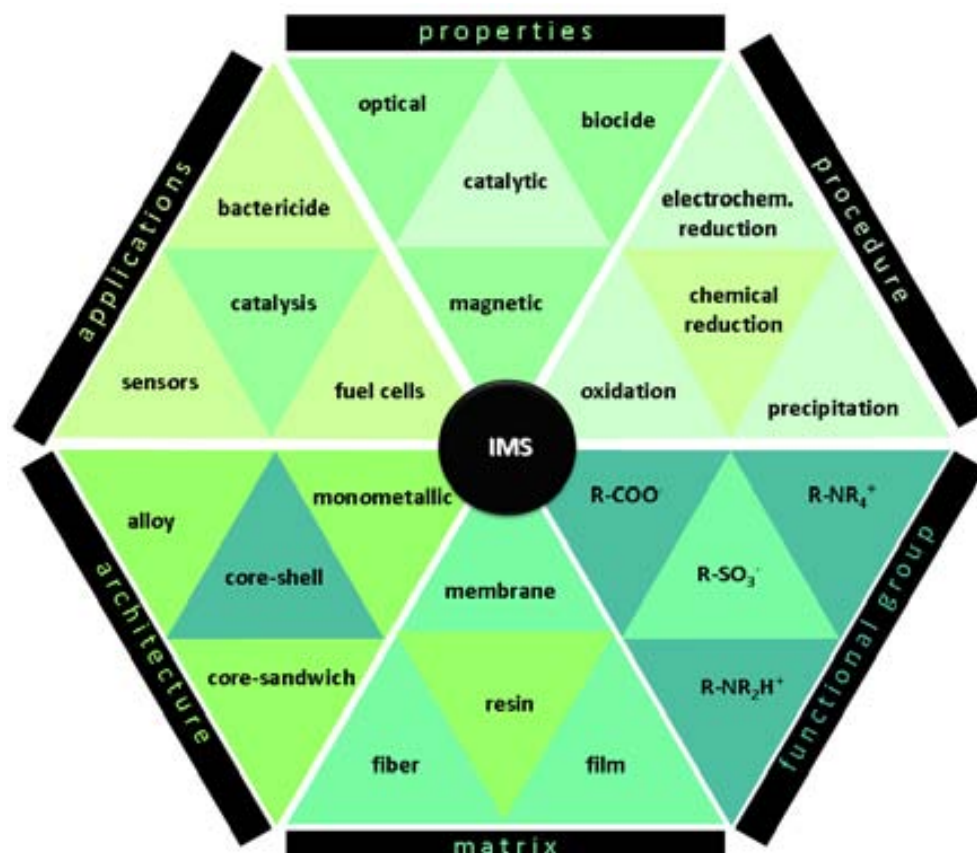 properties
optical
biocide
catalytic
magnetic
procedure
electrochem.
reduction
chemical
reduction
oxidation
precipitation
applications
bactericide
catalysis
sensors
fuel cells
IMS
architecture
alloy
monometallic
core-shell
core-sandwich
membrane
resin
fiber
film
matrix
R-COO⁻
R-NR₄⁺
R-SO₃⁻
R-NR₂H⁺
functional group